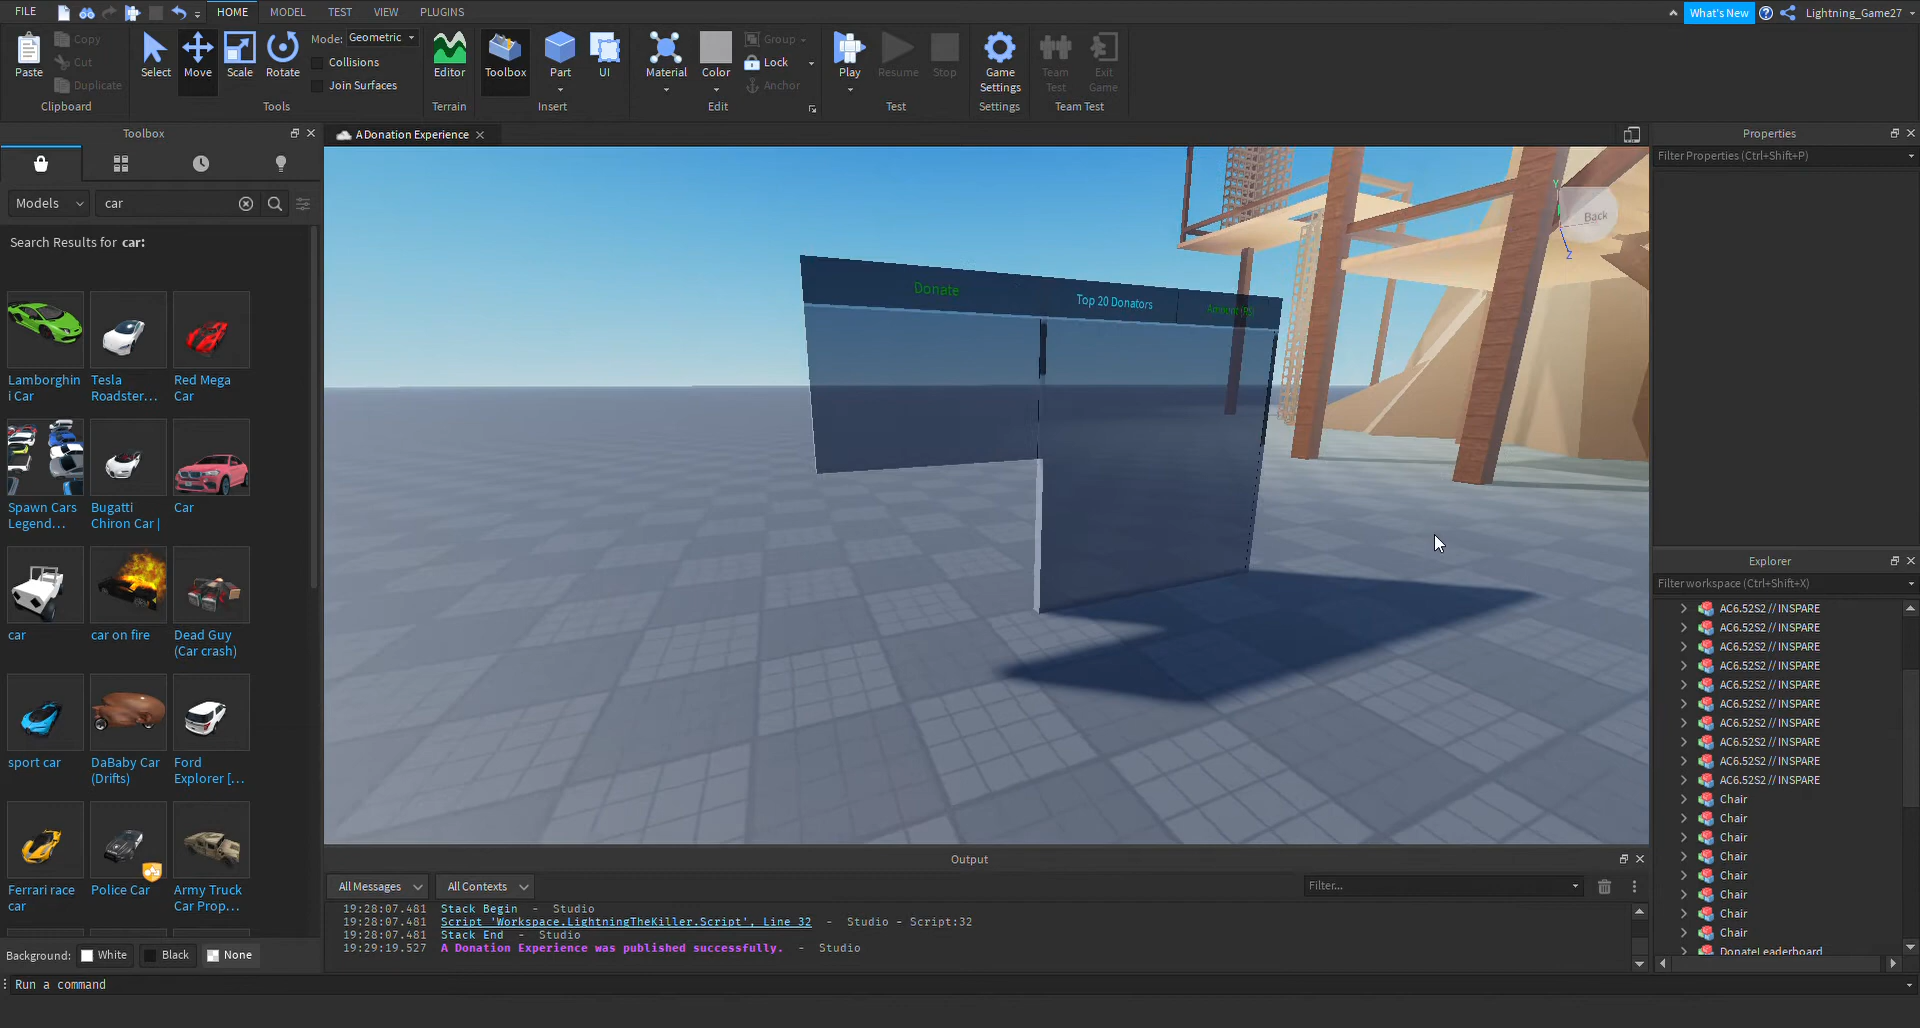 FILE
HOME
MODEL
TEST
VIEW
PLUGINS
What's New
Lightning_Game27
Paste
Copy
Cut
Duplicate
Clipboard
Select
Move
Scale
Rotate
Mode: Geometric
Collisions
Join Surfaces
Tools
Editor
Terrain
Toolbox
Part
UI
Insert
Material
Color
Group
Lock
Anchor
Edit
Play
Resume
Stop
Test
Game
Settings
Settings
Team
Test
Exit
Game
Team Test
Toolbox
A Donation Experience
Properties
Filter Properties (Ctrl+Shift+P)
Models
car
Search Results for car:
Lamborghin
i Car
Tesla
Roadster...
Red Mega
Car
Spawn Cars
Legend...
Bugatti
Chiron Car |
Car
car
car on fire
Dead Guy
(Car crash)
sport car
DaBaby Car
(Drifts)
Ford
Explorer [...
Ferrari race
car
Police Car
Army Truck
Car Prop...
Background:
White
Black
None
Donate
Top 20 Donators
Amount (R$)
Y
Back
Z
Explorer
Filter workspace (Ctrl+Shift+X)
AC6.52S2 // INSPARE
AC6.52S2 // INSPARE
AC6.52S2 // INSPARE
AC6.52S2 // INSPARE
AC6.52S2 // INSPARE
AC6.52S2 // INSPARE
AC6.52S2 // INSPARE
AC6.52S2 // INSPARE
AC6.52S2 // INSPARE
AC6.52S2 // INSPARE
Chair
Chair
Chair
Chair
Chair
Chair
Chair
Chair
DonateLeaderboard
Output
All Messages
All Contexts
Filter...
19:28:07.481 Stack Begin - Studio
19:28:07.481 Script 'Workspace.LightningTheKiller.Script', Line 32 - Studio - Script:32
19:28:07.481 Stack End - Studio
19:29:19.527 A Donation Experience was published successfully. - Studio
Run a command